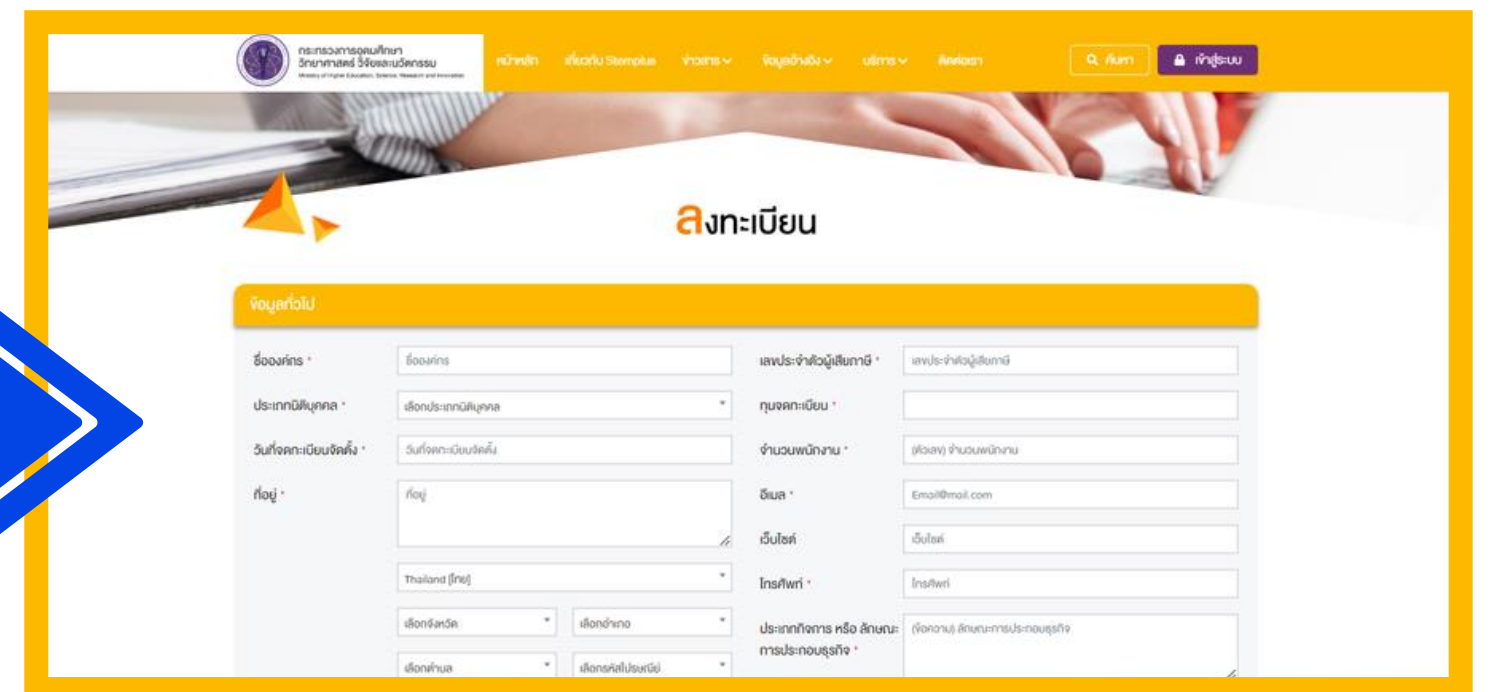 กระทรวงการอุดมศึกษา
วิทยาศาสตร์ วิจัยและนวัตกรรม
Ministry of Higher Education, Science, Research and Innovation
หน้าหลัก เกี่ยวกับ Stemplus ข่าวสาร ข้อมูลอ้างอิง บริการ ติดต่อเรา ค้นหา เข้าสู่ระบบ
ลงทะเบียน
ข้อมูลทั่วไป
ชื่อองค์กร * ชื่อองค์กร เลขประจำตัวผู้เสียภาษี * เลขประจำตัวผู้เสียภาษี
ประเภทนิติบุคคล * เลือกประเภทนิติบุคคล ทุนจดทะเบียน *
วันที่จดทะเบียนจัดตั้ง * วันที่จดทะเบียนจัดตั้ง จำนวนพนักงาน * (ตัวเลข) จำนวนพนักงาน
ที่อยู่ * ที่อยู่ อีเมล * Email@mail.com
เว็บไซต์ เว็บไซต์
Thailand [ไทย] โทรศัพท์ * โทรศัพท์
เลือกจังหวัด เลือกอำเภอ ประเภทกิจการ หรือ ลักษณะ (ข้อความ) ลักษณะการประกอบธุรกิจ
การประกอบธุรกิจ *
เลือกตำบล เลือกรหัสไปรษณีย์